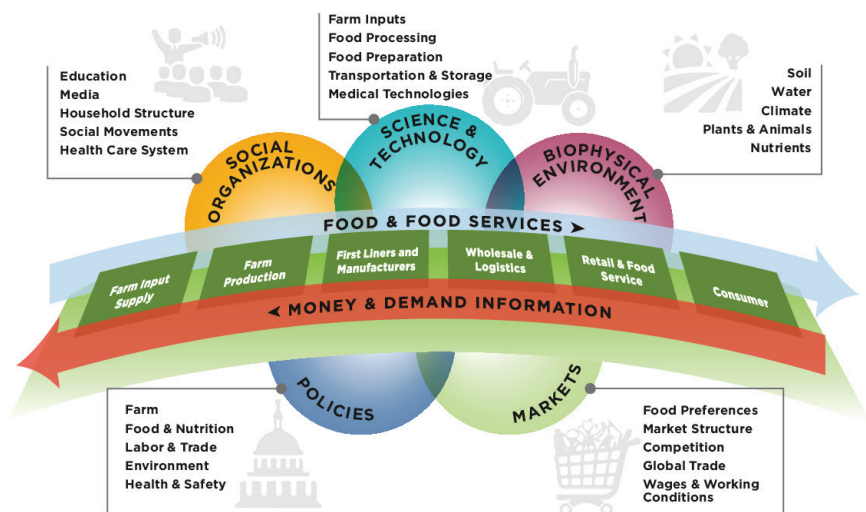 Farm Inputs
Food Processing
Food Preparation
Transportation & Storage
Medical Technologies
Education
Media
Household Structure
Social Movements
Health Care System
Soil
Water
Climate
Plants & Animals
Nutrients
SOCIAL
ORGANIZATIONS
SCIENCE &
TECHNOLOGY
BIOPHYSICAL
ENVIRONMENT
FOOD & FOOD SERVICES ➤
Farm Input
Supply
Farm
Production
First Liners and
Manufacturers
Wholesale &
Logistics
Retail & Food
Service
Consumer
➤ MONEY & DEMAND INFORMATION
POLICIES
MARKETS
Farm
Food & Nutrition
Labor & Trade
Environment
Health & Safety
Food Preferences
Market Structure
Competition
Global Trade
Wages & Working
Conditions